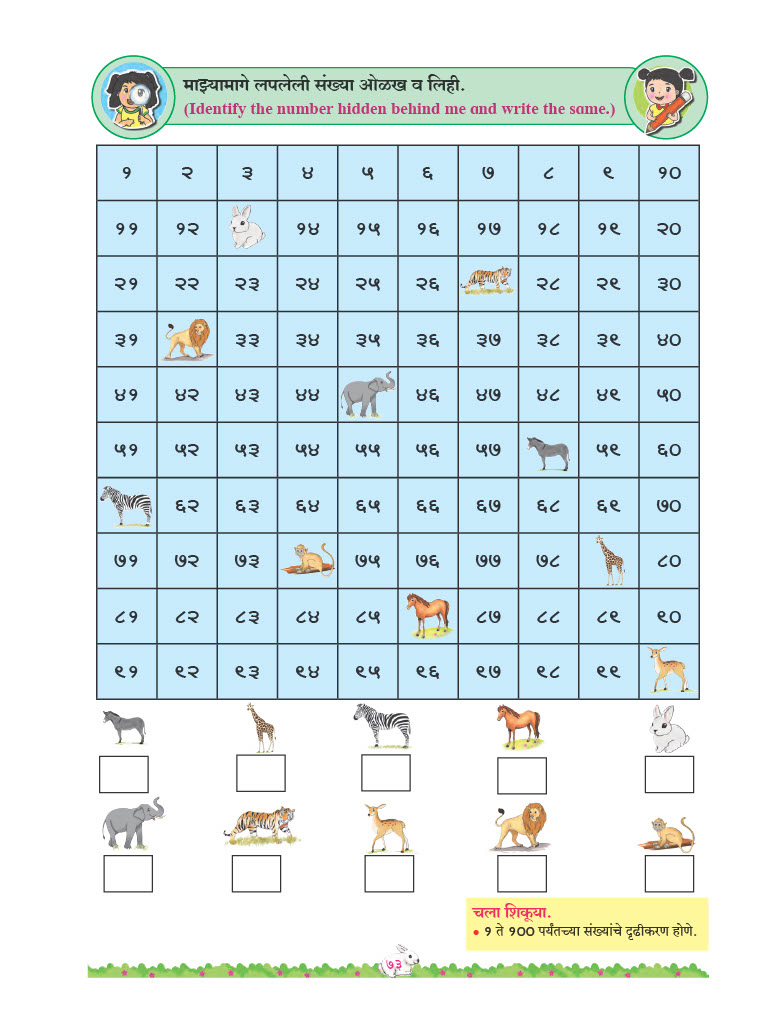 माझ्यामागे लपलेली संख्या ओळख व लिही.
(Identify the number hidden behind me and write the same.)
१ २ ३ ४ ५ ६ ७ ८ ९ १०
११ १२ १४ १५ १६ १७ १८ १९ २०
२१ २२ २३ २४ २५ २६ २८ २९ ३०
३१ ३३ ३४ ३५ ३६ ३७ ३८ ३९ ४०
४१ ४२ ४३ ४४ ४६ ४७ ४८ ४९ ५०
५१ ५२ ५३ ५४ ५५ ५६ ५७ ५९ ६०
६२ ६३ ६४ ६५ ६६ ६७ ६८ ६९ ७०
७१ ७२ ७३ ७५ ७६ ७७ ७८ ८०
८१ ८२ ८३ ८४ ८५ ८७ ८८ ८९ ९०
९१ ९२ ९३ ९४ ९५ ९६ ९७ ९८ ९९
चला शिकूया.
• १ ते १०० पर्यंतच्या संख्यांचे दृढीकरण होणे.
७३